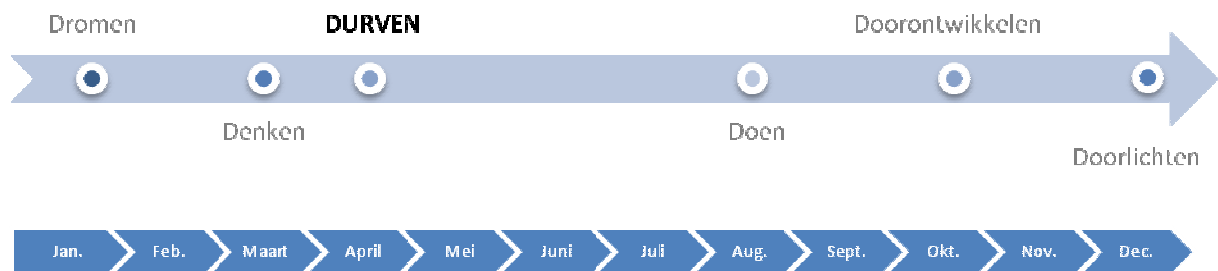 Dromen DURVEN Doorontwikkelen
Denken Doen
Doorlichten
Jan. Feb. Maart April Mei Juni Juli Aug. Sept. Okt. Nov. Dec.